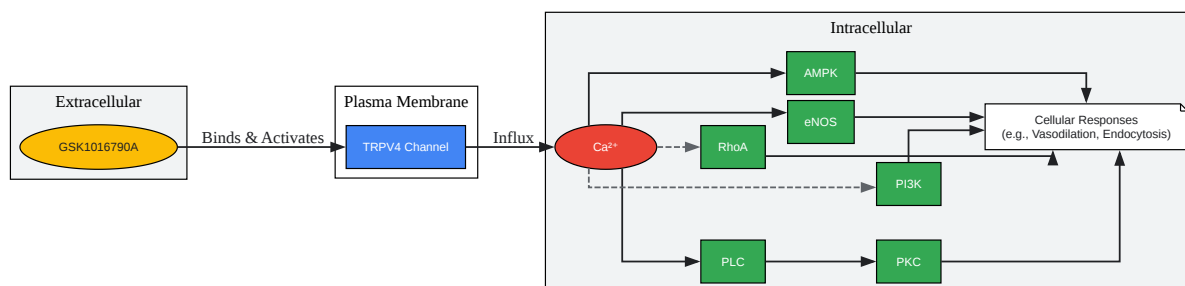 Extracellular
GSK1016790A
Binds & Activates
Plasma Membrane
TRPV4 Channel
Influx
Intracellular
Ca²⁺
AMPK
eNOS
RhoA
PI3K
PLC
PKC
Cellular Responses
(e.g., Vasodilation, Endocytosis)